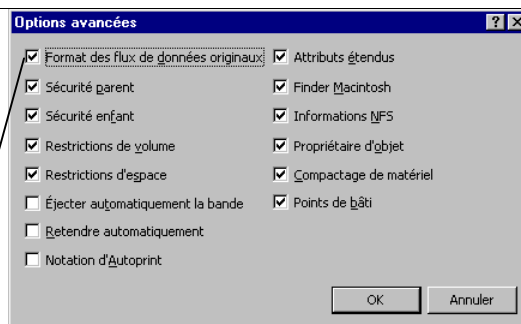 Options avancées
Format des flux de données originaux
Sécurité parent
Sécurité enfant
Restrictions de volume
Restrictions d'espace
Éjecter automatiquement la bande
Retendre automatiquement
Notation d'Autoprint
Attributs étendus
Finder Macintosh
Informations NFS
Propriétaire d'objet
Compactage de matériel
Points de bâti
OK
Annuler